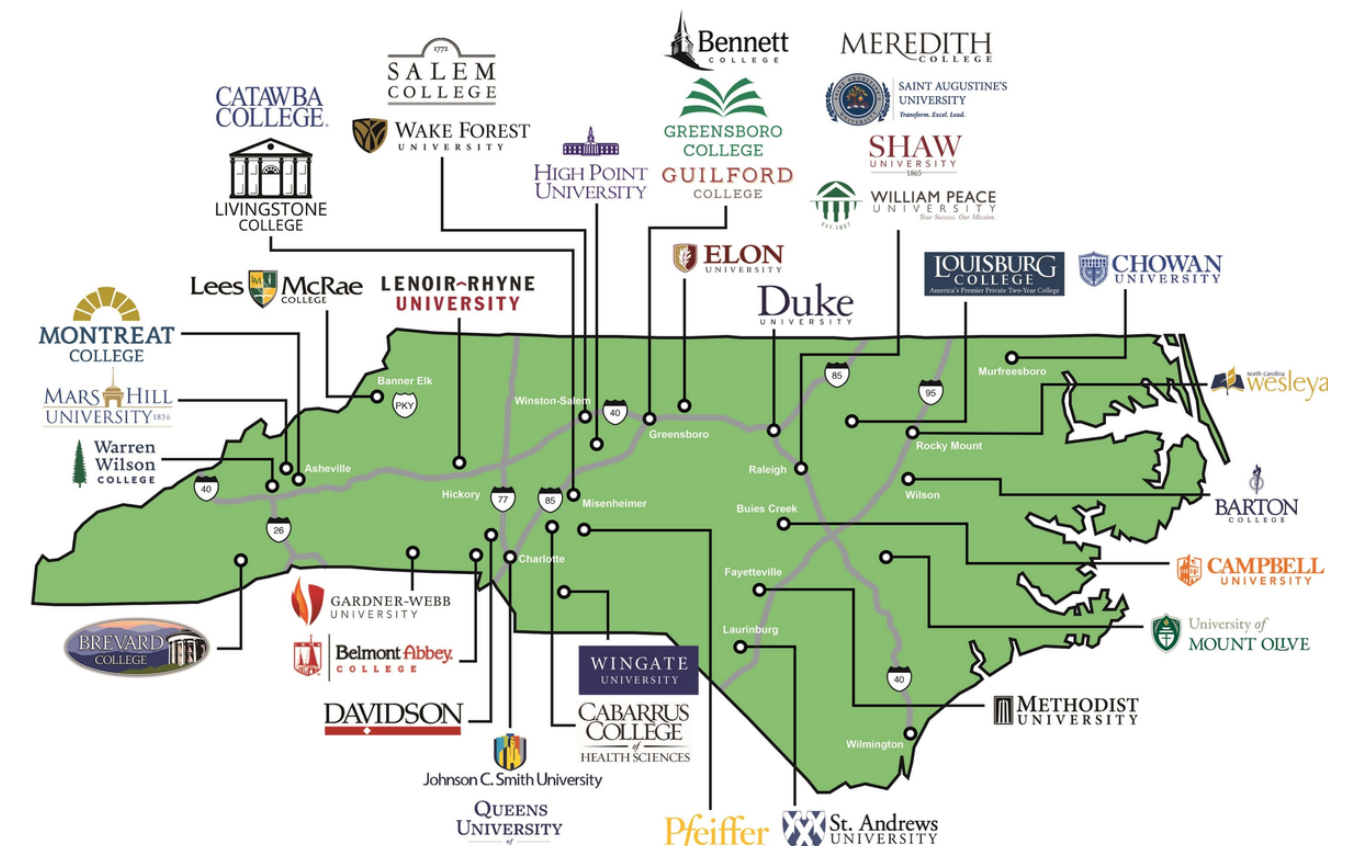 Bennett
COLLEGE
MEREDITH
COLLEGE
1772
SALEM
COLLEGE
CATAWBA
COLLEGE
SAINT AUGUSTINE'S
UNIVERSITY
Transform. Excel. Lead.
WAKE FOREST
UNIVERSITY
GREENSBORO
COLLEGE
SHAW
UNIVERSITY
1865
HIGH POINT
UNIVERSITY
GUILFORD
COLLEGE
LIVINGSTONE
COLLEGE
WILLIAM PEACE
UNIVERSITY
Your Success. Our Mission.
EST. 1857
ELON
UNIVERSITY
LOUISBURG
COLLEGE
America's Premier Private Two-Year College
CHOWAN
UNIVERSITY
Lees LM McRae
COLLEGE
LENOIR-RHYNE
UNIVERSITY
Duke
UNIVERSITY
MONTREAT
COLLEGE
MARS HILL
UNIVERSITY 1856
Warren
Wilson
COLLEGE
North Carolina
wesleya
Banner Elk
PKY
Winston-Salem
40
Greensboro
85
95
Murfreesboro
Rocky Mount
Asheville
40
Raleigh
Hickory
77
85
Misenheimer
Wilson
Buies Creek
26
Charlotte
Fayetteville
Laurinburg
40
Wilmington
BARTON
COLLEGE
CAMPBELL
UNIVERSITY
University of
MOUNT OLIVE
METHODIST
UNIVERSITY
BREVARD
COLLEGE
GARDNER-WEBB
UNIVERSITY
Belmont Abbey
COLLEGE
DAVIDSON
WINGATE
UNIVERSITY
CABARRUS
COLLEGE
of
HEALTH SCIENCES
Johnson C. Smith University
QUEENS
UNIVERSITY
of
Pfeiffer
St. Andrews
UNIVERSITY